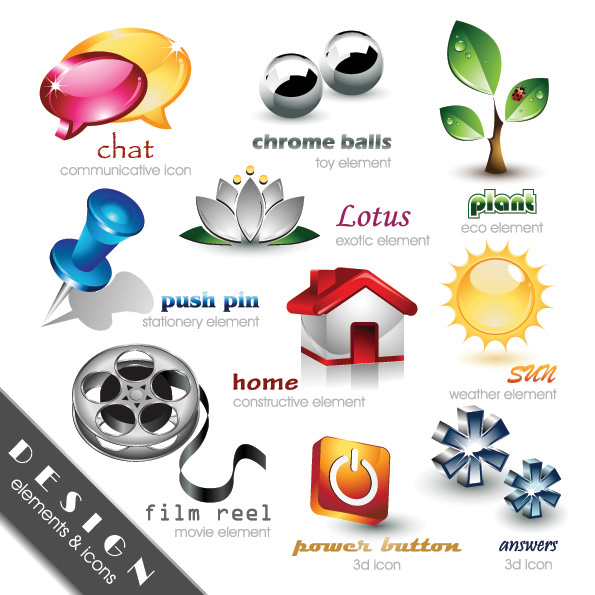 chat
communicative icon
chrome balls
toy element
plant
eco element
Lotus
exotic element
push pin
stationery element
home
constructive element
sun
weather element
film reel
movie element
power button
3d icon
answers
3d icon
DESIGN
elements & icons